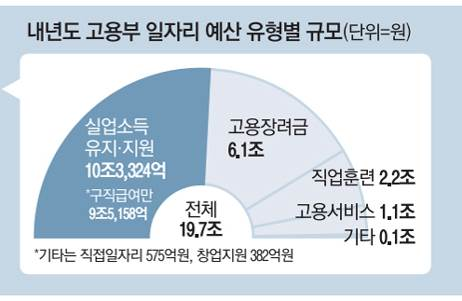 내년도 고용부 일자리 예산 유형별 규모(단위=원)
실업소득
유지·지원
10조3,324억
*구직급여만
9조5,158억
고용장려금
6.1조
직업훈련 2.2조
고용서비스 1.1조
기타 0.1조
전체
19.7조
*기타는 직접일자리 575억원, 창업지원 382억원